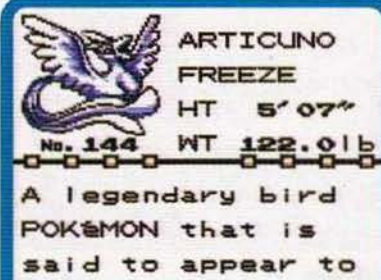 ARTICUNO
FREEZE
HT 5'07"
No. 144 WT 122.0lb
A legendary bird
POKéMON that is
said to appear to